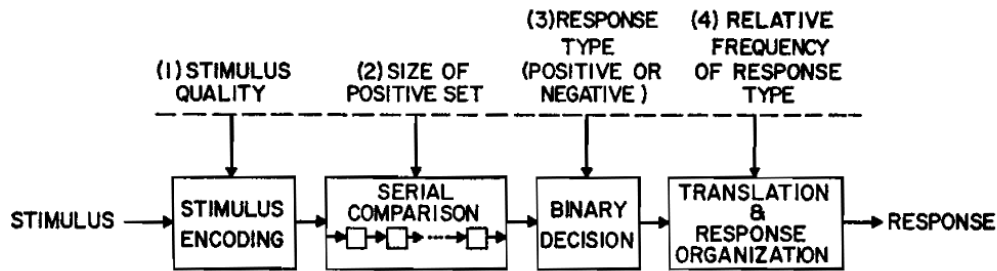 (1) STIMULUS
QUALITY
(2) SIZE OF
POSITIVE SET
(3) RESPONSE
TYPE
(POSITIVE OR
NEGATIVE)
(4) RELATIVE
FREQUENCY
OF RESPONSE
TYPE
STIMULUS
STIMULUS
ENCODING
SERIAL
COMPARISON
BINARY
DECISION
TRANSLATION
&
RESPONSE
ORGANIZATION
RESPONSE